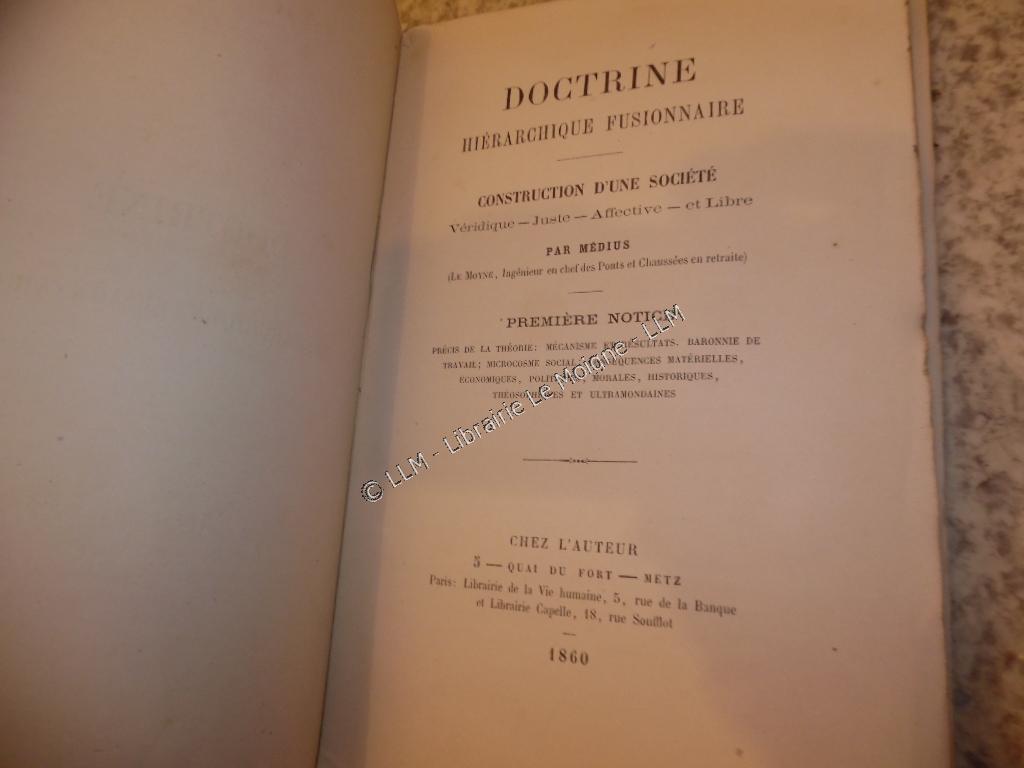 DOCTRINE
HIÉRARCHIQUE FUSIONNAIRE
CONSTRUCTION D'UNE SOCIÉTÉ
Véridique — Juste — Affective — et Libre
PAR MÉDIUS
(LE MOYNE, Ingénieur en chef des Ponts et Chaussées en retraite)
PREMIÈRE NOTICE
PRÉCIS DE LA THÉORIE: MÉCANISME ET RÉSULTATS. BARONNIE DE
TRAVAIL; MICROCOSME SOCIAL. CONSÉQUENCES MATÉRIELLES,
ECONOMIQUES, POLITIQUES, MORALES, HISTORIQUES,
THÉOSOPHIQUES ET ULTRAMONDAINES
CHEZ L'AUTEUR
5 — QUAI DU FORT — METZ
Paris: Librairie de la Vie humaine, 5, rue de la Banque
et Librairie Capelle, 18, rue Soufflot
1860
© LLM - Librairie Le Moigne - LLM